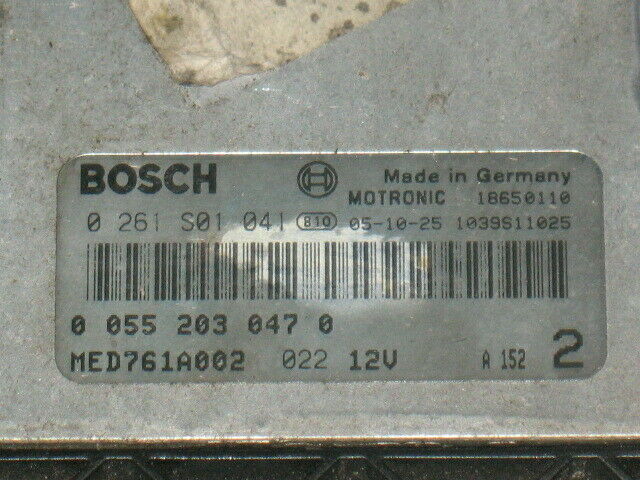 BOSCH Made in Germany
MOTRONIC 18650110
0 261 S01 041 810 05-10-25 1039S11025
0 055 203 047 0
MED761A002 022 12V A 152 2